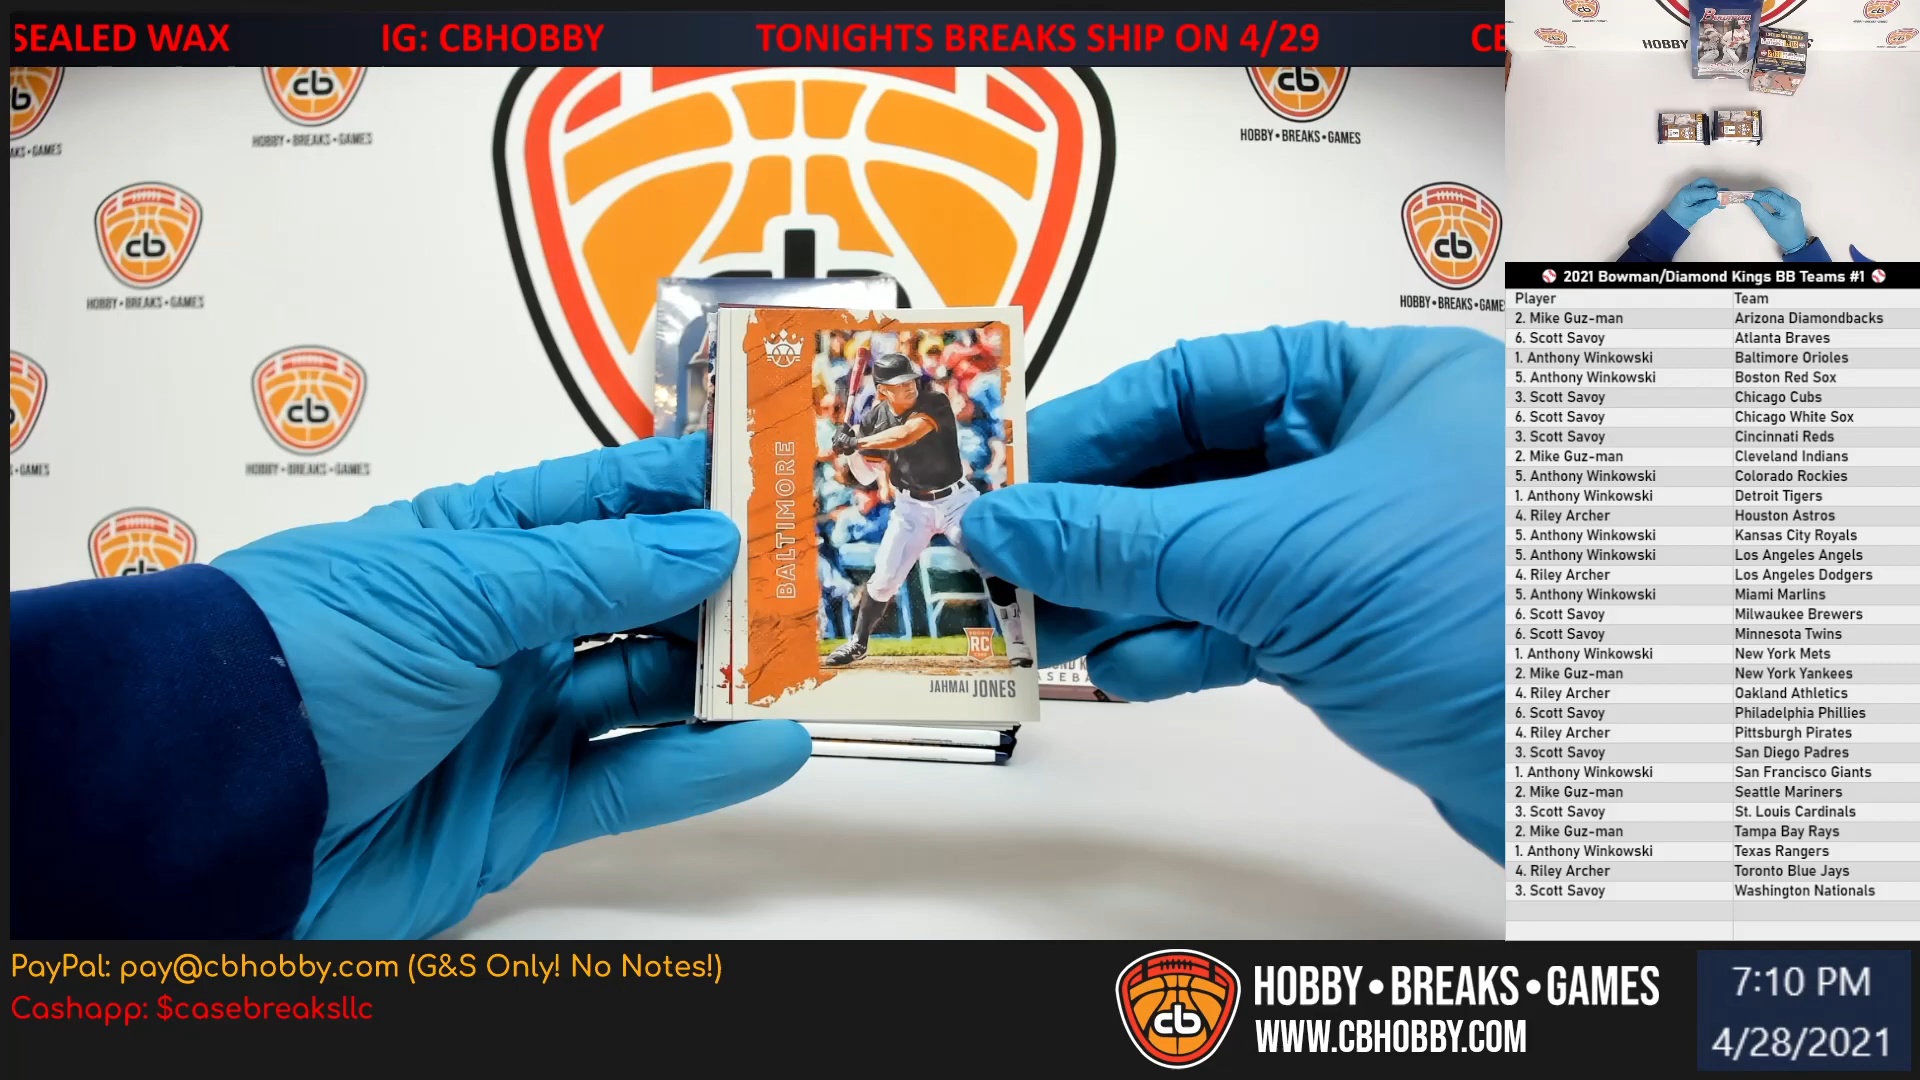 SEALED WAX
IG: CBHOBBY
TONIGHTS BREAKS SHIP ON 4/29
HOBBY • BREAKS • GAMES
HOBBY • BREAKS • GAMES
HOBBY • BREAKS • GAMES
HOBBY • BREAKS • GAMES
HOBBY • BREAKS • GAMES
cb
cb
cb
cb
cb
BALTIMORE
RC
JAHMAI JONES
HOBBY
Bowman
2021 Bowman/Diamond Kings BB Teams #1
Player Team
2. Mike Guz-man Arizona Diamondbacks
6. Scott Savoy Atlanta Braves
1. Anthony Winkowski Baltimore Orioles
5. Anthony Winkowski Boston Red Sox
3. Scott Savoy Chicago Cubs
6. Scott Savoy Chicago White Sox
3. Scott Savoy Cincinnati Reds
2. Mike Guz-man Cleveland Indians
5. Anthony Winkowski Colorado Rockies
1. Anthony Winkowski Detroit Tigers
4. Riley Archer Houston Astros
5. Anthony Winkowski Kansas City Royals
5. Anthony Winkowski Los Angeles Angels
4. Riley Archer Los Angeles Dodgers
5. Anthony Winkowski Miami Marlins
6. Scott Savoy Milwaukee Brewers
6. Scott Savoy Minnesota Twins
1. Anthony Winkowski New York Mets
2. Mike Guz-man New York Yankees
4. Riley Archer Oakland Athletics
6. Scott Savoy Philadelphia Phillies
4. Riley Archer Pittsburgh Pirates
3. Scott Savoy San Diego Padres
1. Anthony Winkowski San Francisco Giants
2. Mike Guz-man Seattle Mariners
3. Scott Savoy St. Louis Cardinals
2. Mike Guz-man Tampa Bay Rays
1. Anthony Winkowski Texas Rangers
4. Riley Archer Toronto Blue Jays
3. Scott Savoy Washington Nationals
PayPal: pay@cbhobby.com (G&S Only! No Notes!)
Cashapp: $casebreaksllc
cb
HOBBY • BREAKS • GAMES
WWW.CBHOBBY.COM
7:10 PM
4/28/2021